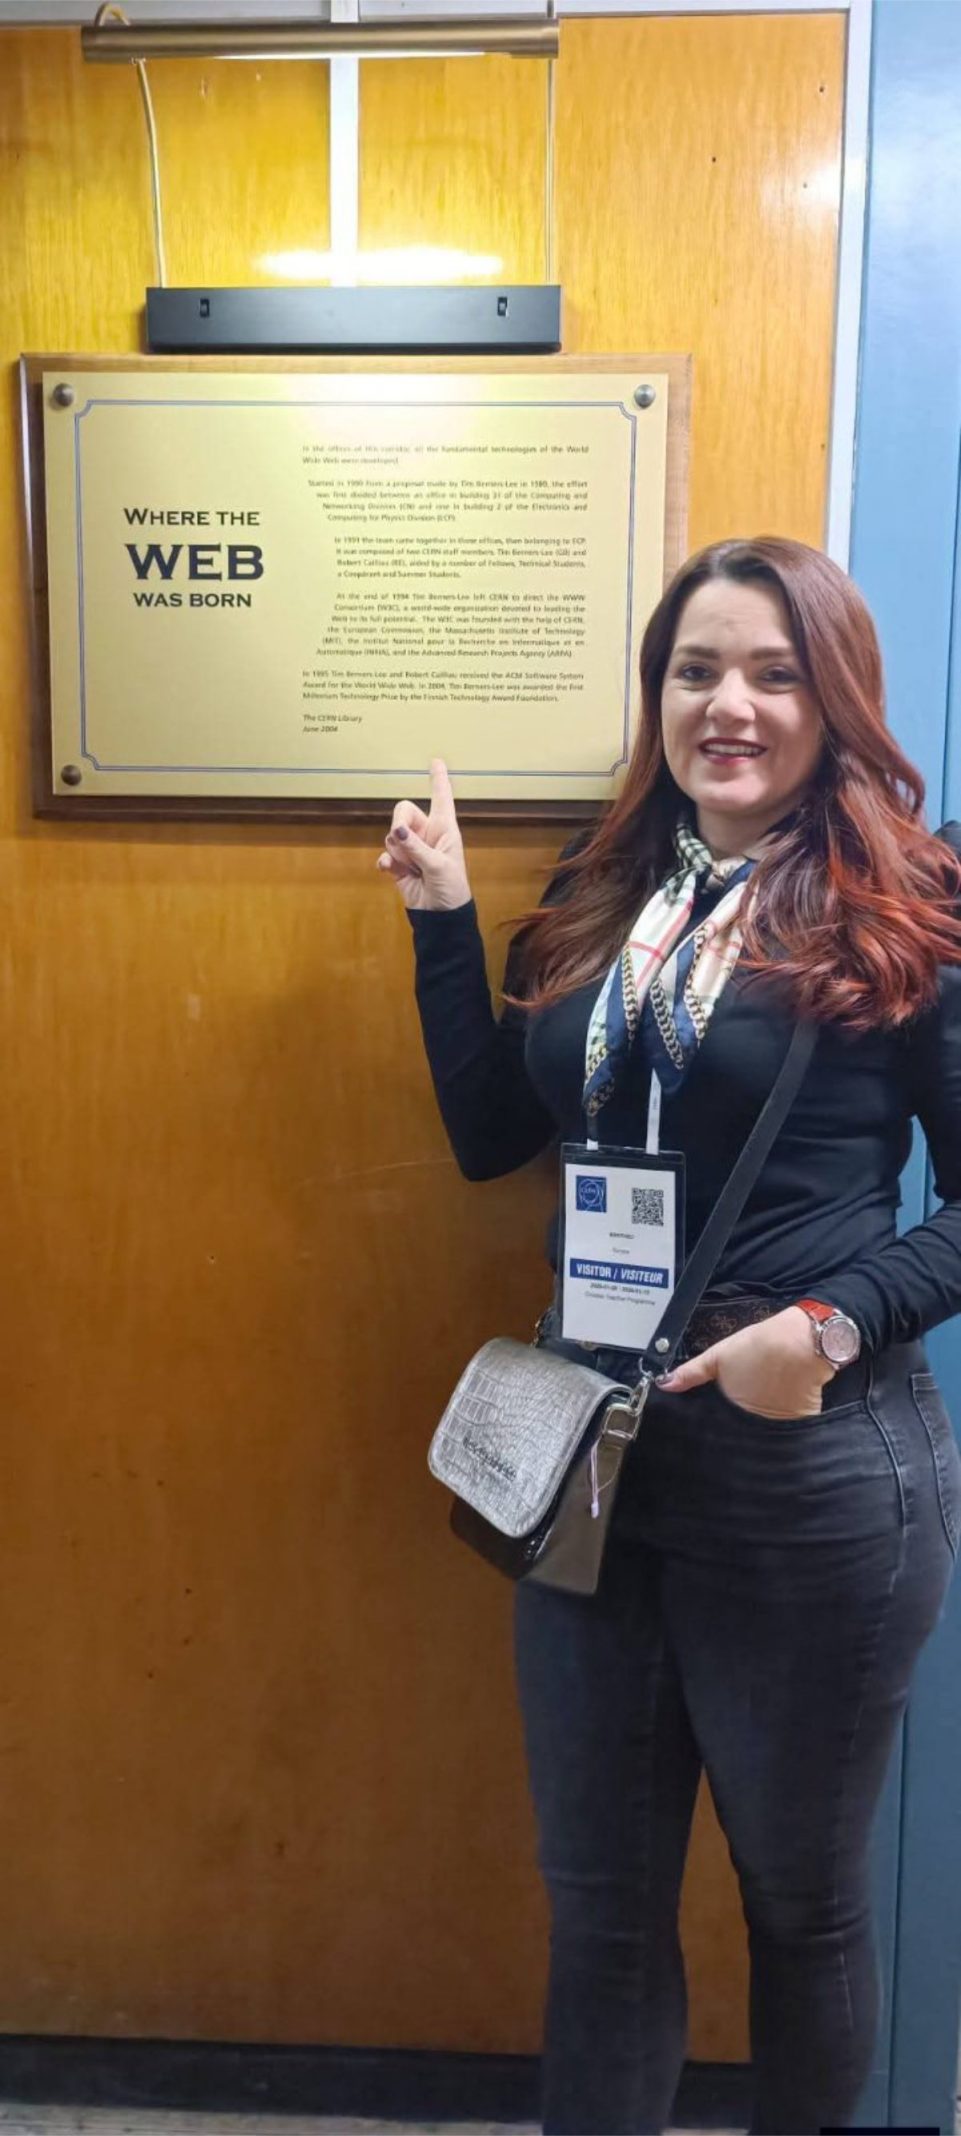 WHERE THE
WEB
WAS BORN
In the offices of this corridor, all the fundamental technologies of the World
Wide Web were developed.
Started in 1990 from a proposal made by Tim Berners-Lee in 1989, the effort
was first divided between an office in building 31 of the Computing and
Networking Division (CN) and one in building 2 of the Electronics and
Computing for Physics Division (ECP).
In 1991 the team came together in these offices, then belonging to ECP.
It was composed of two CERN staff members, Tim Berners-Lee (GB) and
Robert Cailliau (BE), aided by a number of Fellows, Technical Students,
a Coopérant and Summer Students.
At the end of 1994 Tim Berners-Lee left CERN to direct the WWW
Consortium (W3C), a world-wide organization devoted to leading the
Web to its full potential. The W3C was founded with the help of CERN,
the European Commission, the Massachusetts Institute of Technology
(MIT), the Institut National pour la Recherche en Informatique et en
Automatique (INRIA), and the Advanced Research Projects Agency (ARPA).
In 1995 Tim Berners-Lee and Robert Cailliau received the ACM Software System
Award for the World Wide Web. In 2004, Tim Berners-Lee was awarded the first
Millenium Technology Prize by the Finnish Technology Award Foundation.
The CERN Library
June 2004
CERN
VISITOR / VISITEUR